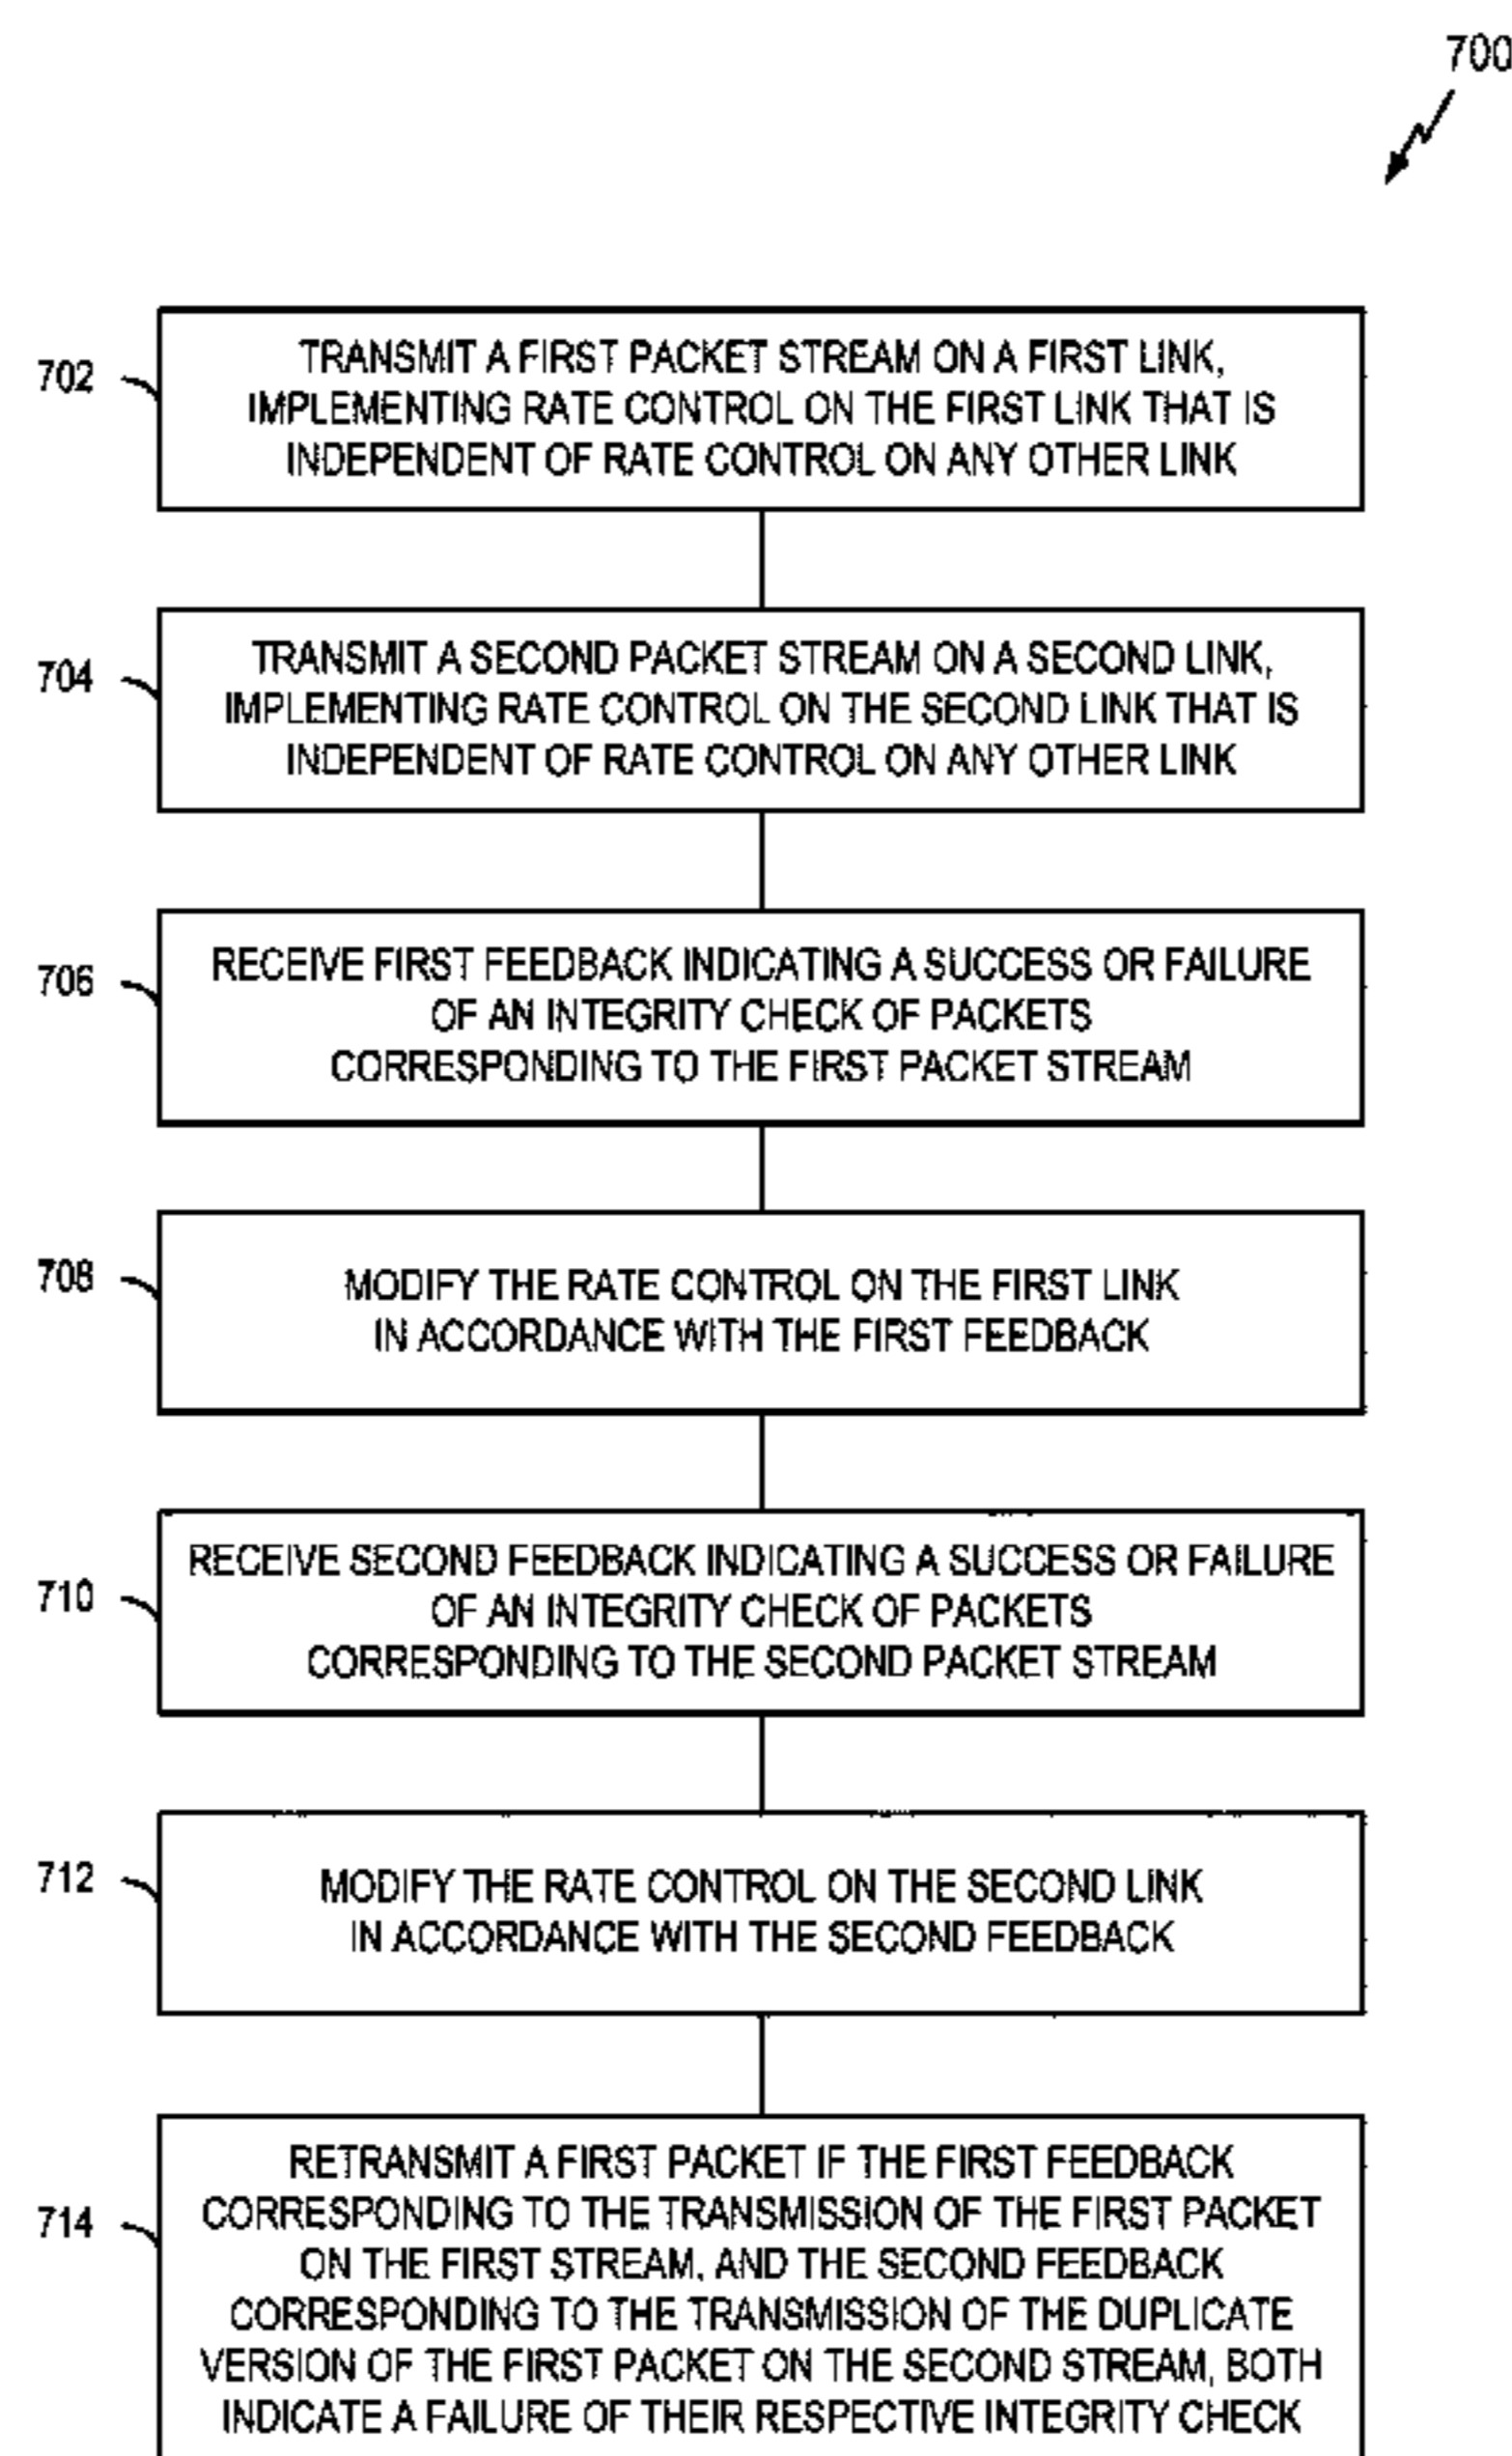 700
702
TRANSMIT A FIRST PACKET STREAM ON A FIRST LINK,
IMPLEMENTING RATE CONTROL ON THE FIRST LINK THAT IS
INDEPENDENT OF RATE CONTROL ON ANY OTHER LINK
704
TRANSMIT A SECOND PACKET STREAM ON A SECOND LINK,
IMPLEMENTING RATE CONTROL ON THE SECOND LINK THAT IS
INDEPENDENT OF RATE CONTROL ON ANY OTHER LINK
706
RECEIVE FIRST FEEDBACK INDICATING A SUCCESS OR FAILURE
OF AN INTEGRITY CHECK OF PACKETS
CORRESPONDING TO THE FIRST PACKET STREAM
708
MODIFY THE RATE CONTROL ON THE FIRST LINK
IN ACCORDANCE WITH THE FIRST FEEDBACK
710
RECEIVE SECOND FEEDBACK INDICATING A SUCCESS OR FAILURE
OF AN INTEGRITY CHECK OF PACKETS
CORRESPONDING TO THE SECOND PACKET STREAM
712
MODIFY THE RATE CONTROL ON THE SECOND LINK
IN ACCORDANCE WITH THE SECOND FEEDBACK
714
RETRANSMIT A FIRST PACKET IF THE FIRST FEEDBACK
CORRESPONDING TO THE TRANSMISSION OF THE FIRST PACKET
ON THE FIRST STREAM, AND THE SECOND FEEDBACK
CORRESPONDING TO THE TRANSMISSION OF THE DUPLICATE
VERSION OF THE FIRST PACKET ON THE SECOND STREAM, BOTH
INDICATE A FAILURE OF THEIR RESPECTIVE INTEGRITY CHECK